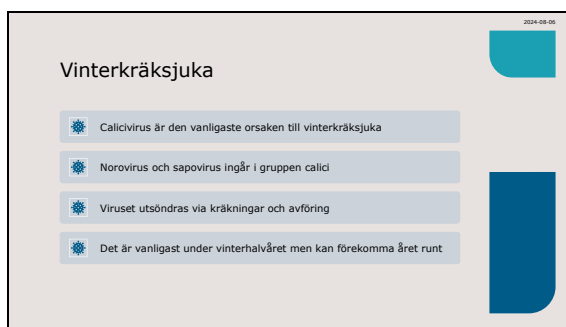 2024-08-06
Vinterkräksjuka
Calicivirus är den vanligaste orsaken till vinterkräksjuka
Norovirus och sapovirus ingår i gruppen calici
Viruset utsöndras via kräkningar och avföring
Det är vanligast under vinterhalvåret men kan förekomma året runt